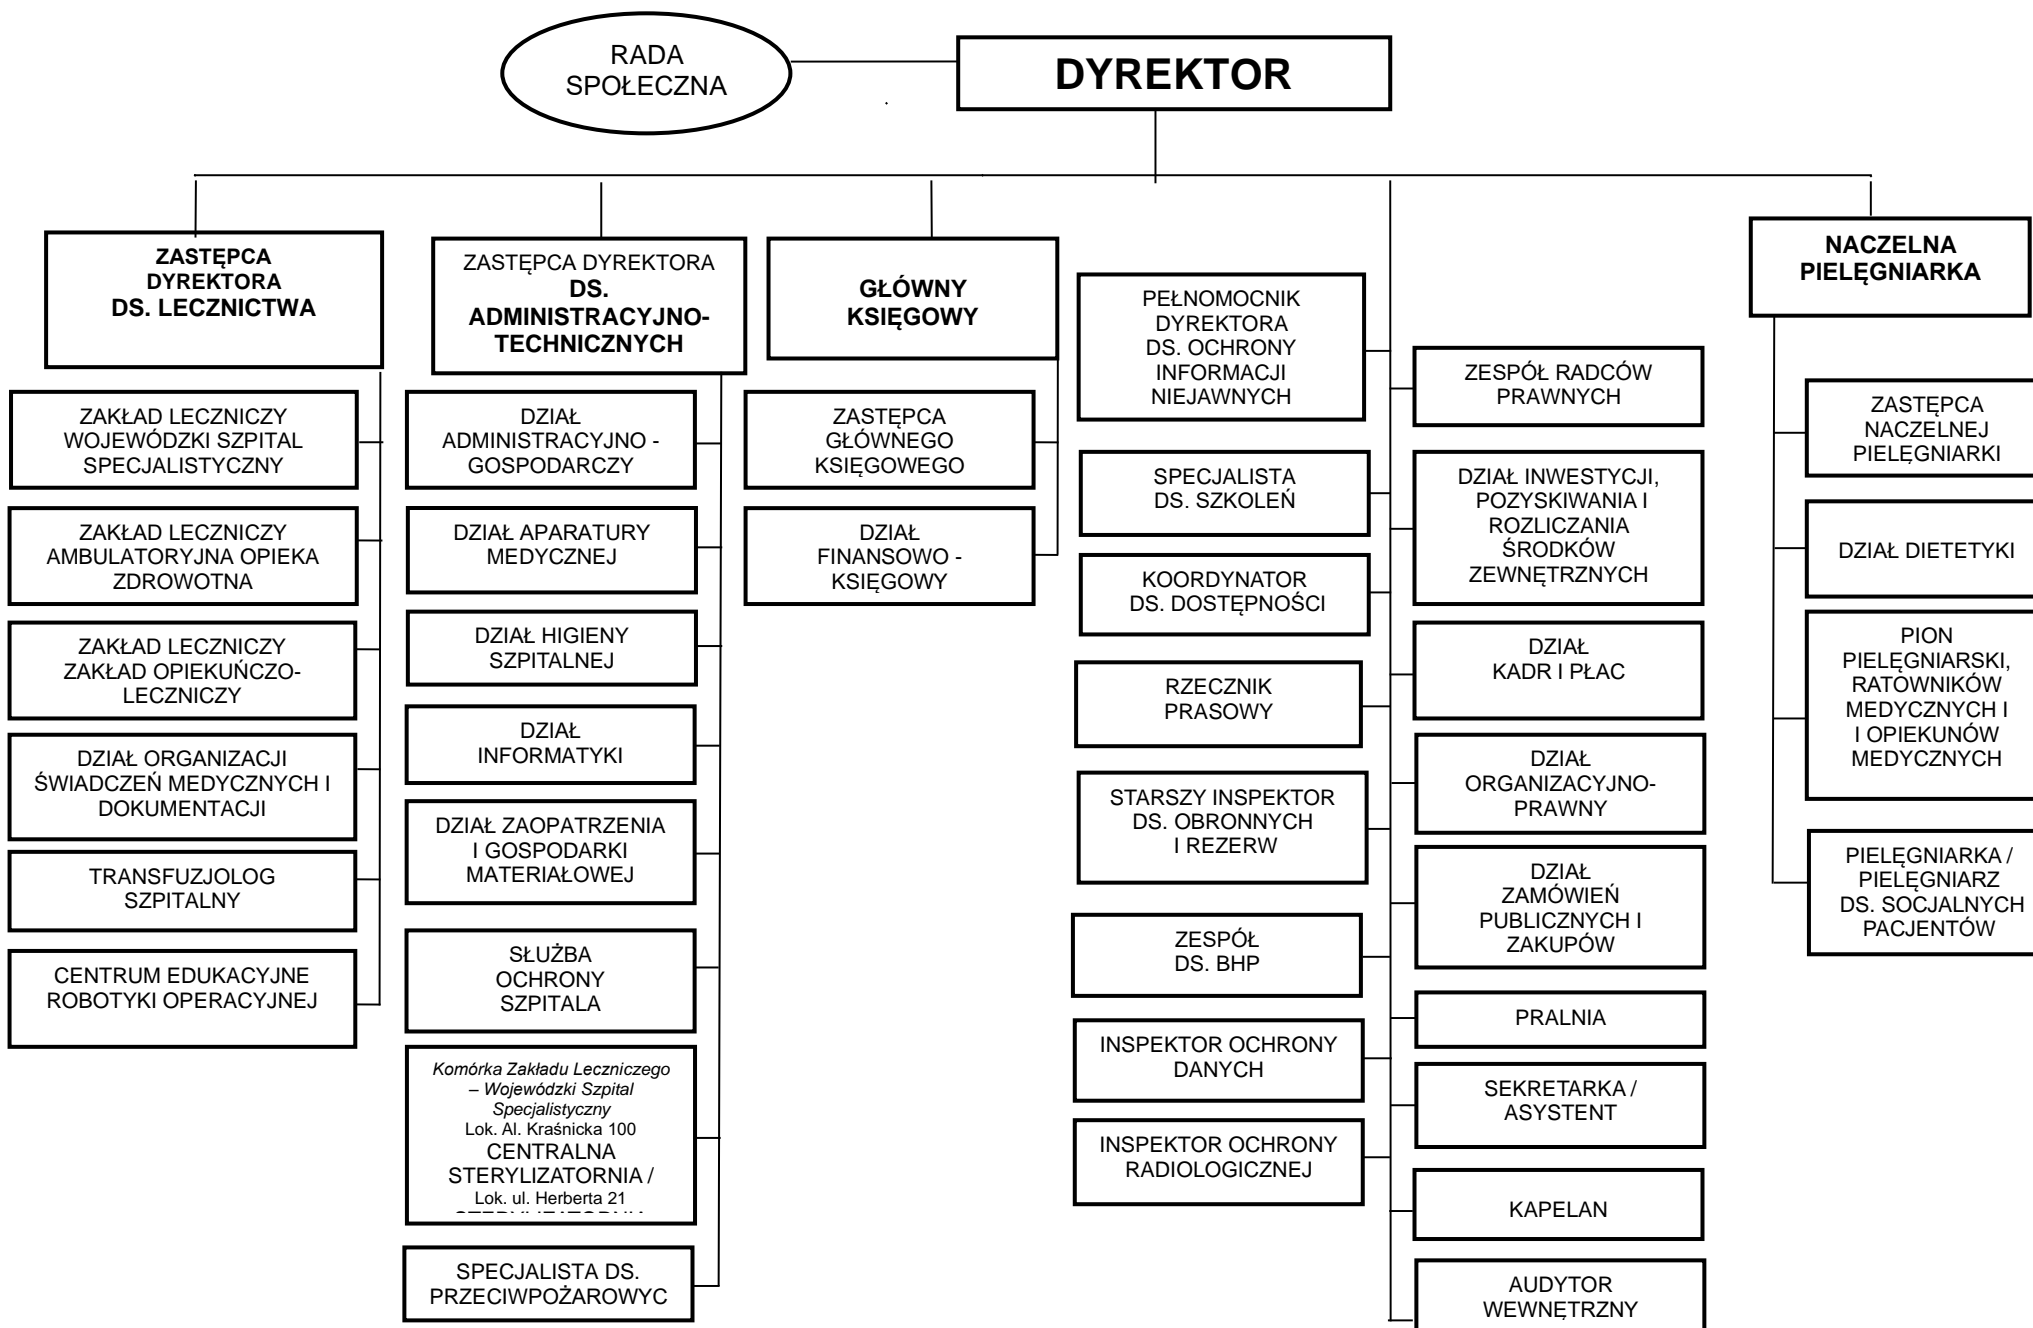 RADA
SPOŁECZNA
DYREKTOR
ZASTĘPCA
DYREKTORA
DS. LECZNICTWA
ZAKŁAD LECZNICZY
WOJEWÓDZKI SZPITAL
SPECJALISTYCZNY
ZAKŁAD LECZNICZY
AMBULATORYJNA OPIEKA
ZDROWOTNA
ZAKŁAD LECZNICZY
ZAKŁAD OPIEKUŃCZO-
LECZNICZY
DZIAŁ ORGANIZACJI
ŚWIADCZEŃ MEDYCZNYCH I
DOKUMENTACJI
TRANSFUZJOLOG
SZPITALNY
CENTRUM EDUKACYJNE
ROBOTYKI OPERACYJNEJ
ZASTĘPCA DYREKTORA
DS.
ADMINISTRACYJNO-
TECHNICZNYCH
DZIAŁ
ADMINISTRACYJNO -
GOSPODARCZY
DZIAŁ APARATURY
MEDYCZNEJ
DZIAŁ HIGIENY
SZPITALNEJ
DZIAŁ
INFORMATYKI
DZIAŁ ZAOPATRZENIA
I GOSPODARKI
MATERIAŁOWEJ
SŁUŻBA
OCHRONY
SZPITALA
Komórka Zakładu Leczniczego
– Wojewódzki Szpital
Specjalistyczny
Lok. Al. Kraśnicka 100
CENTRALNA
STERYLIZATORNIA /
Lok. ul. Herberta 21
SPECJALISTA DS.
PRZECIWPOŻAROWYC
GŁÓWNY
KSIĘGOWY
ZASTĘPCA
GŁÓWNEGO
KSIĘGOWEGO
DZIAŁ
FINANSOWO -
KSIĘGOWY
PEŁNOMOCNIK
DYREKTORA
DS. OCHRONY
INFORMACJI
NIEJAWNYCH
SPECJALISTA
DS. SZKOLEŃ
KOORDYNATOR
DS. DOSTĘPNOŚCI
RZECZNIK
PRASOWY
STARSZY INSPEKTOR
DS. OBRONNYCH
I REZERW
ZESPÓŁ
DS. BHP
INSPEKTOR OCHRONY
DANYCH
INSPEKTOR OCHRONY
RADIOLOGICZNEJ
ZESPÓŁ RADCÓW
PRAWNYCH
DZIAŁ INWESTYCJI,
POZYSKIWANIA I
ROZLICZANIA
ŚRODKÓW
ZEWNĘTRZNYCH
DZIAŁ
KADR I PŁAC
DZIAŁ
ORGANIZACYJNO-
PRAWNY
DZIAŁ
ZAMÓWIEŃ
PUBLICZNYCH I
ZAKUPÓW
PRALNIA
SEKRETARKA /
ASYSTENT
KAPELAN
AUDYTOR
WEWNĘTRZNY
NACZELNA
PIELĘGNIARKA
ZASTĘPCA
NACZELNEJ
PIELĘGNIARKI
DZIAŁ DIETETYKI
PION
PIELĘGNIARSKI,
RATOWNIKÓW
MEDYCZNYCH I
I OPIEKUNÓW
MEDYCZNYCH
PIELĘGNIARKA /
PIELĘGNIARZ
DS. SOCJALNYCH
PACJENTÓW